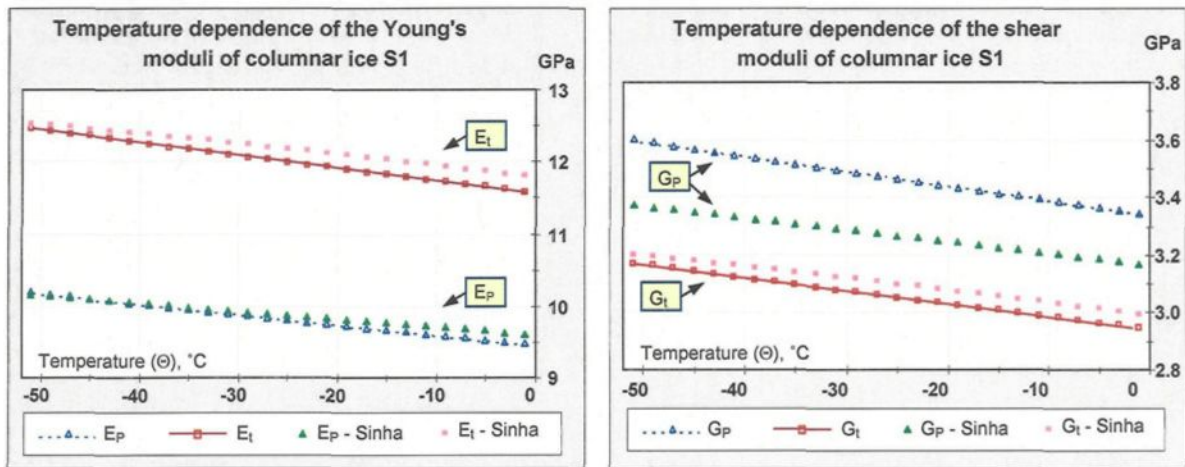 Temperature dependence of the Young's
moduli of columnar ice S1
GPa
13
12
11
10
9
Et
EP
Temperature (Θ), ˚C
-50 -40 -30 -20 -10 0
EP Et EP - Sinha Et - Sinha
Temperature dependence of the shear
moduli of columnar ice S1
GPa
3.8
3.6
3.4
3.2
3.0
2.8
GP
Gt
Temperature (Θ), ˚C
-50 -40 -30 -20 -10 0
GP Gt GP - Sinha Gt - Sinha